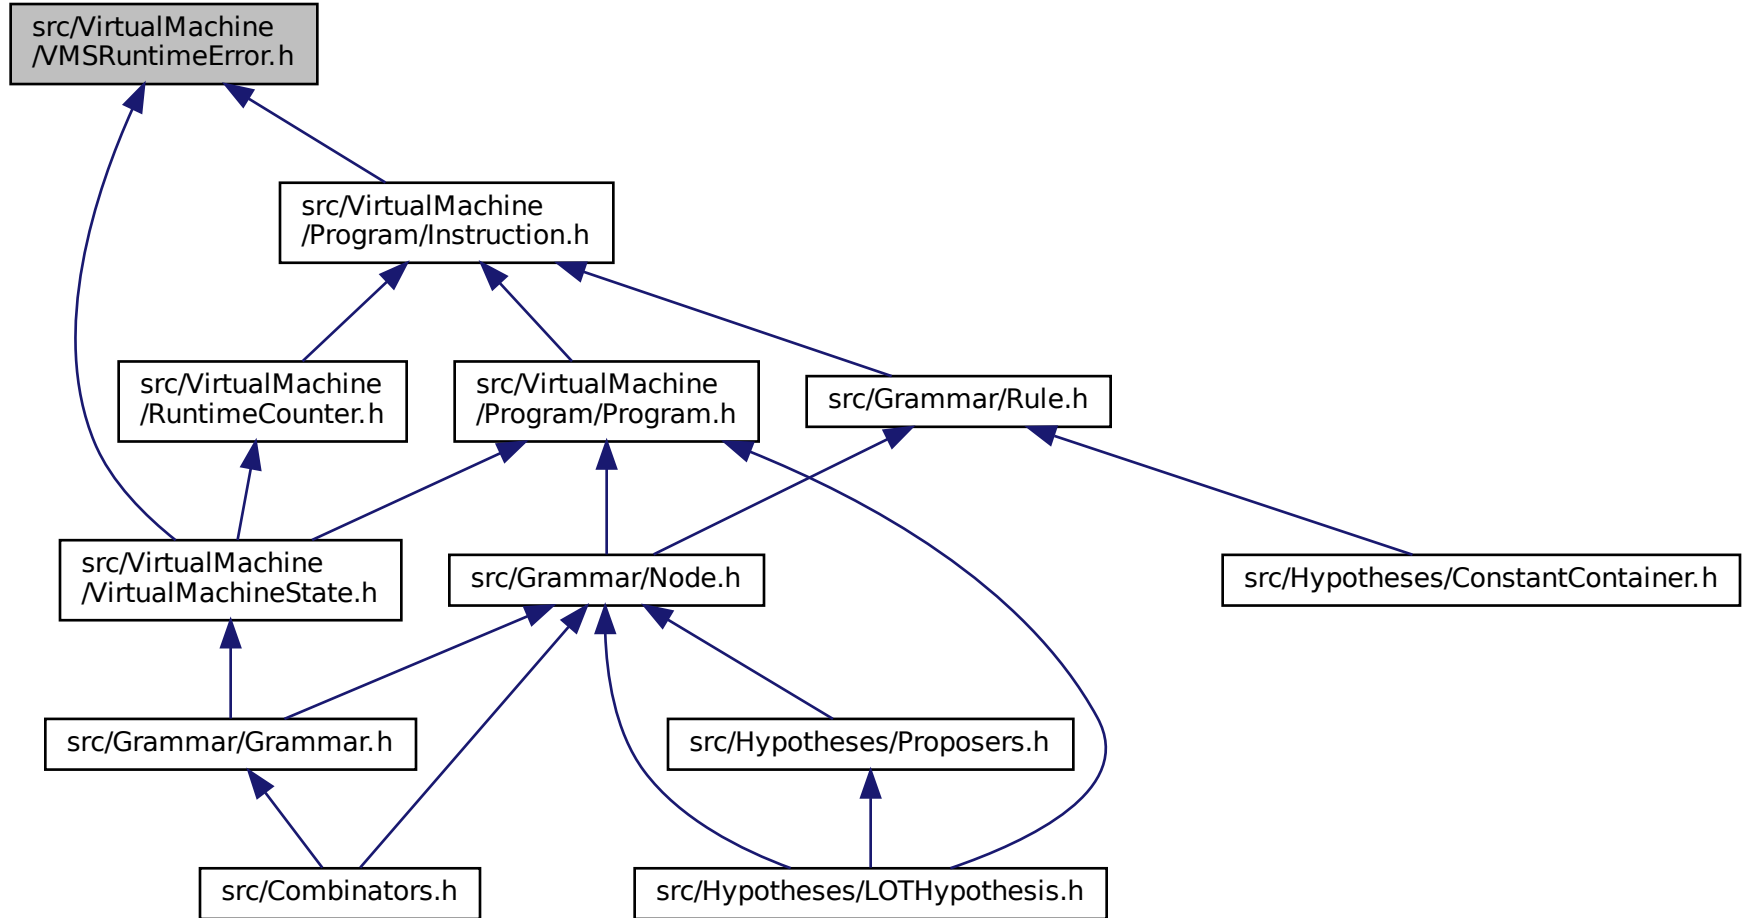 src/VirtualMachine
/VMSRuntimeError.h
src/VirtualMachine
/Program/Instruction.h
src/VirtualMachine
/RuntimeCounter.h
src/VirtualMachine
/Program/Program.h
src/Grammar/Rule.h
src/VirtualMachine
/VirtualMachineState.h
src/Grammar/Node.h
src/Hypotheses/ConstantContainer.h
src/Grammar/Grammar.h
src/Hypotheses/Proposers.h
src/Combinators.h
src/Hypotheses/LOTHypothesis.h